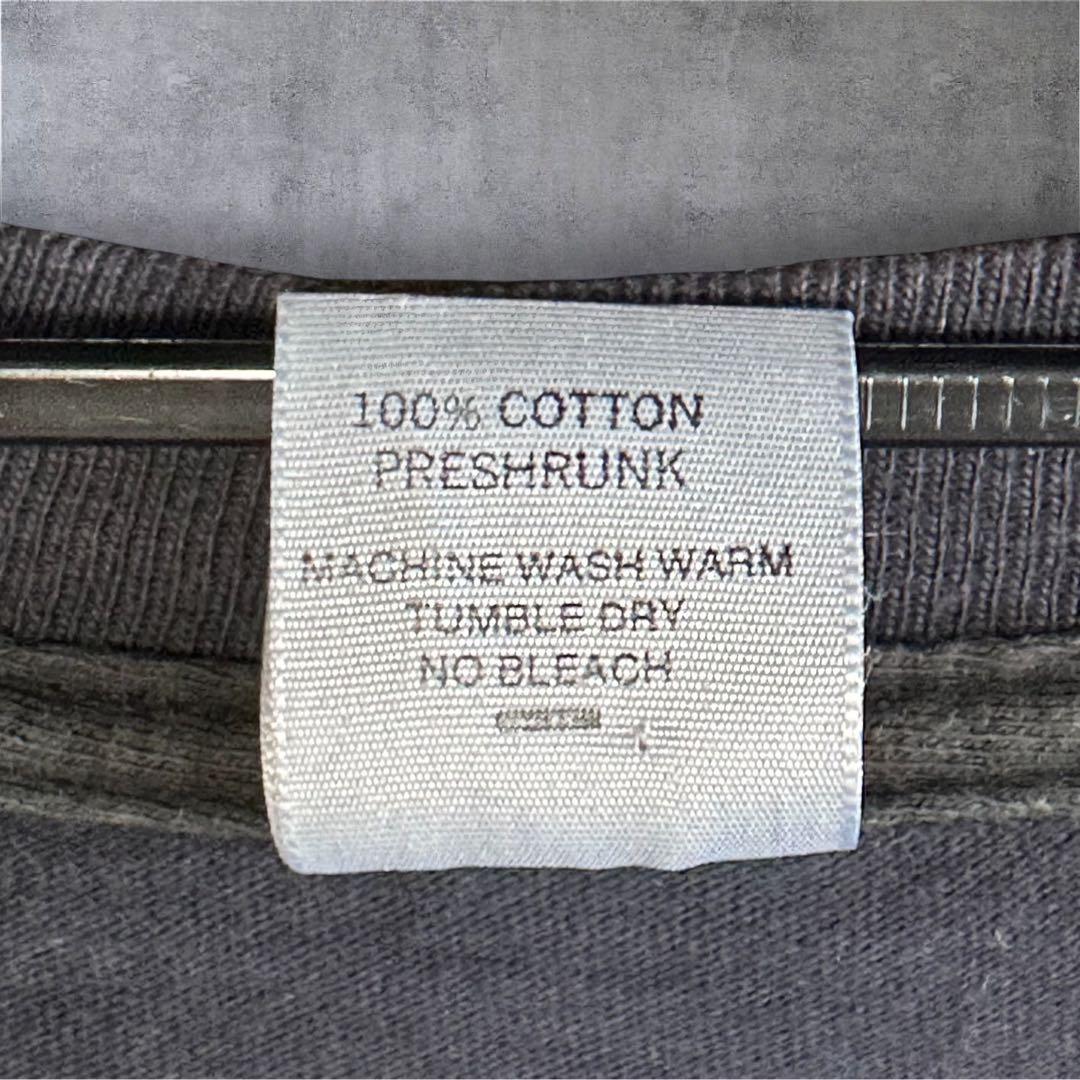 100% COTTON
PRESHRUNK
MACHINE WASH WARM
TUMBLE DRY
NO BLEACH